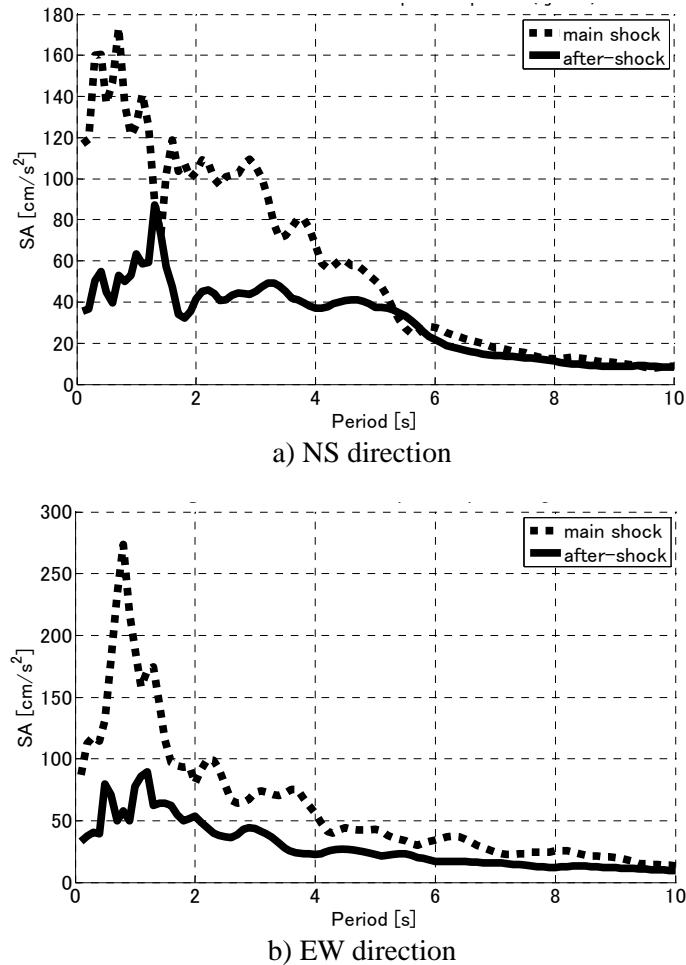 180
160
140
120
100
80
60
40
20
0
SA [cm/s²]
main shock
after-shock
0 2 4 6 8 10
Period [s]
a) NS direction
300
250
200
150
100
50
0
SA [cm/s²]
main shock
after-shock
0 2 4 6 8 10
Period [s]
b) EW direction